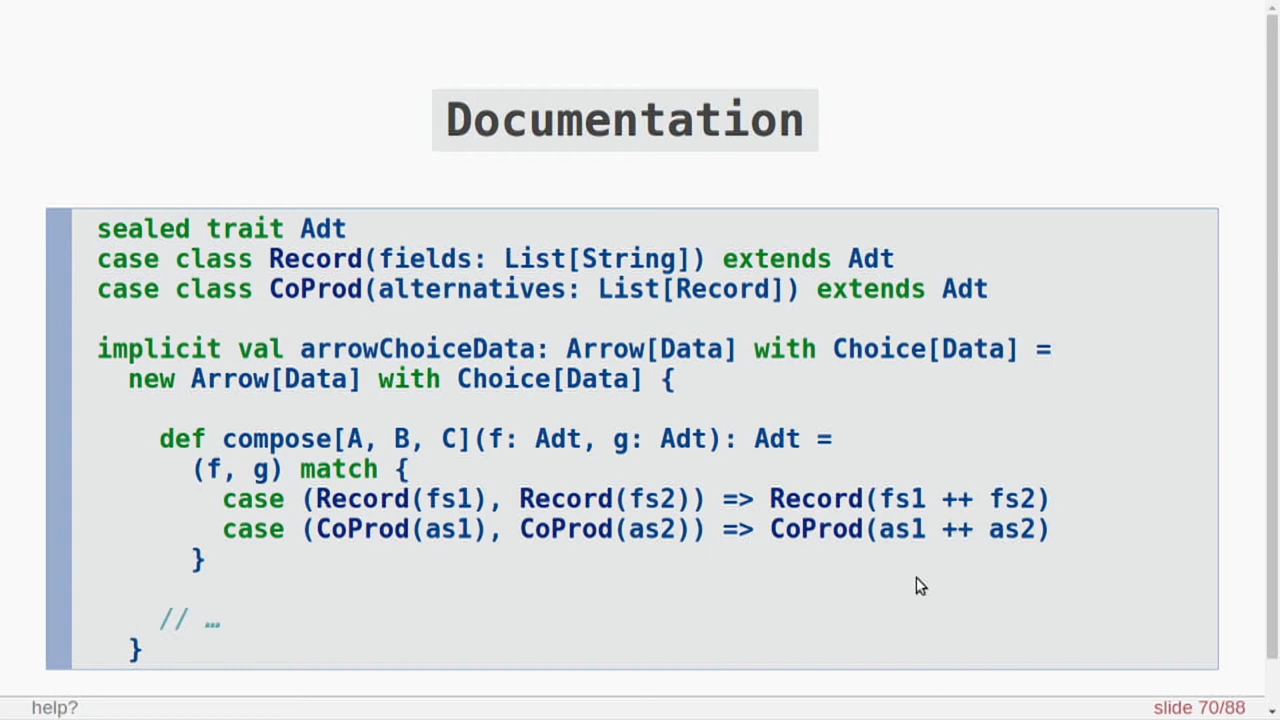 Documentation
sealed trait Adt
case class Record(fields: List[String]) extends Adt
case class CoProd(alternatives: List[Record]) extends Adt
implicit val arrowChoiceData: Arrow[Data] with Choice[Data] =
new Arrow[Data] with Choice[Data] {
def compose[A, B, C](f: Adt, g: Adt): Adt =
(f, g) match {
case (Record(fs1), Record(fs2)) => Record(fs1 ++ fs2)
case (CoProd(as1), CoProd(as2)) => CoProd(as1 ++ as2)
}
// …
}
help?
slide 70/88